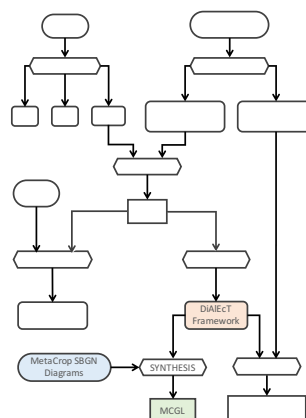 DiAlEcT
Framework
MetaCrop SBGN
Diagrams
SYNTHESIS
MCGL